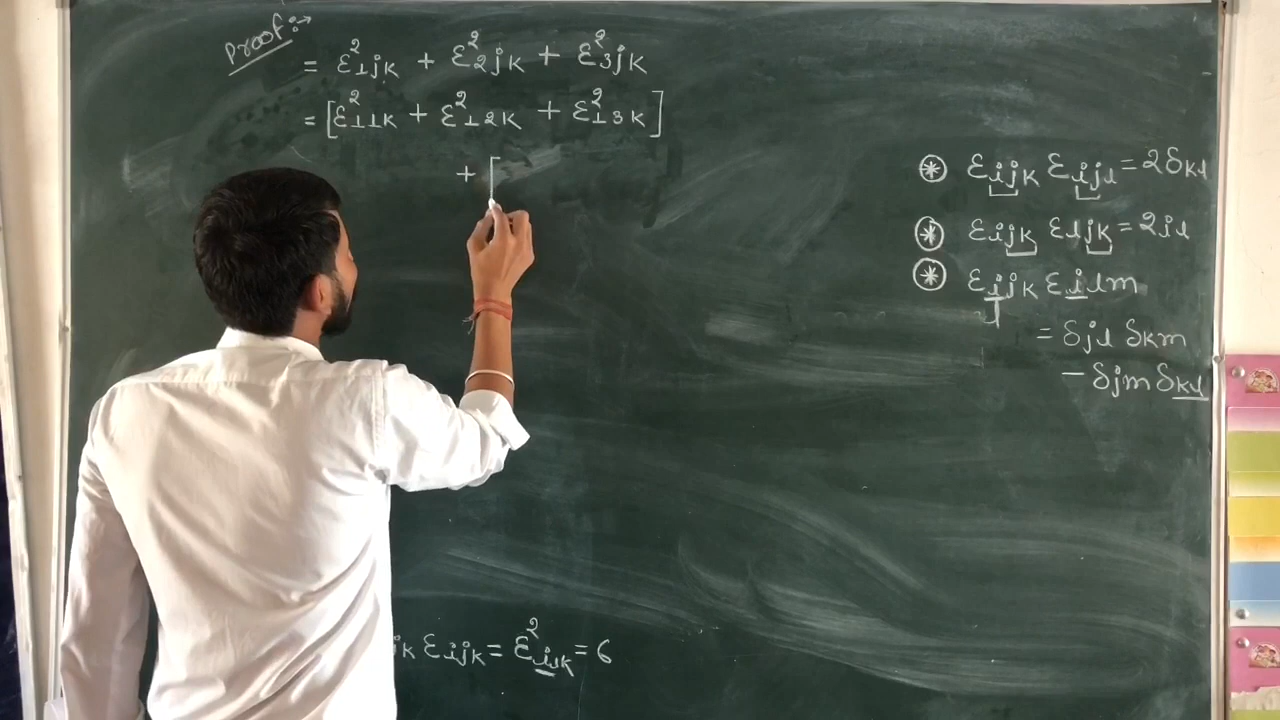 Proof:→
= ε²₁jk + ε²₂jk + ε²₃jk
= [ε²₁₁k + ε²₁₂k + ε²₁₃k]
+ [
⊛ εijk εijl = 2δkl
⊛ εijk εljk = 2il
⊛ εijk εilm
= δjl δkm
− δjm δkl
εijk = ε²ijk = 6